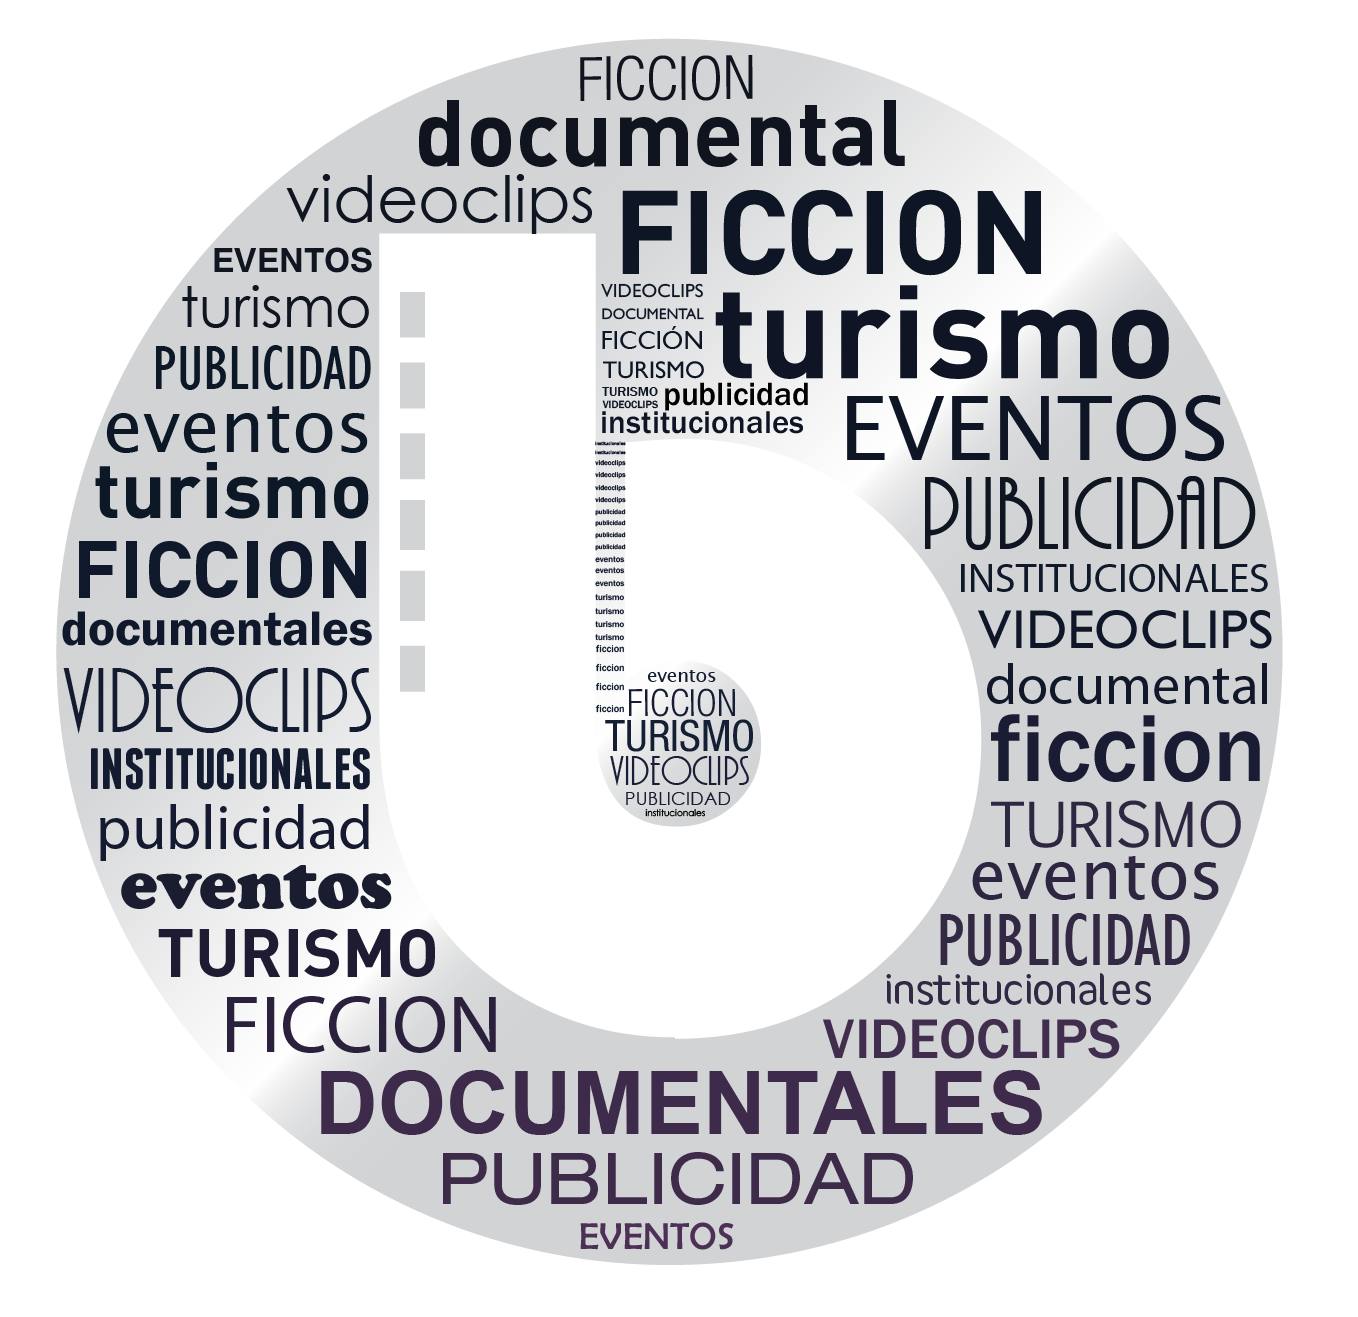 FICCION
documental
videoclips
FICCION
EVENTOS
turismo
PUBLICIDAD
eventos
turismo
FICCION
documentales
VIDEOCLIPS
INSTITUCIONALES
publicidad
eventos
TURISMO
FICCION
VIDEOCLIPS
DOCUMENTAL
FICCIÓN
TURISMO
TURISMO
VIDEOCLIPS
publicidad
institucionales
turismo
EVENTOS
PUBLICIDAD
INSTITUCIONALES
VIDEOCLIPS
documental
ficcion
TURISMO
eventos
PUBLICIDAD
institucionales
VIDEOCLIPS
institucionales
institucionales
videoclips
videoclips
videoclips
videoclips
publicidad
publicidad
publicidad
publicidad
eventos
eventos
eventos
turismo
turismo
turismo
turismo
ficcion
ficcion
ficcion
ficcion
eventos
FICCION
TURISMO
VIDEOCLIPS
PUBLICIDAD
institucionales
DOCUMENTALES
PUBLICIDAD
EVENTOS